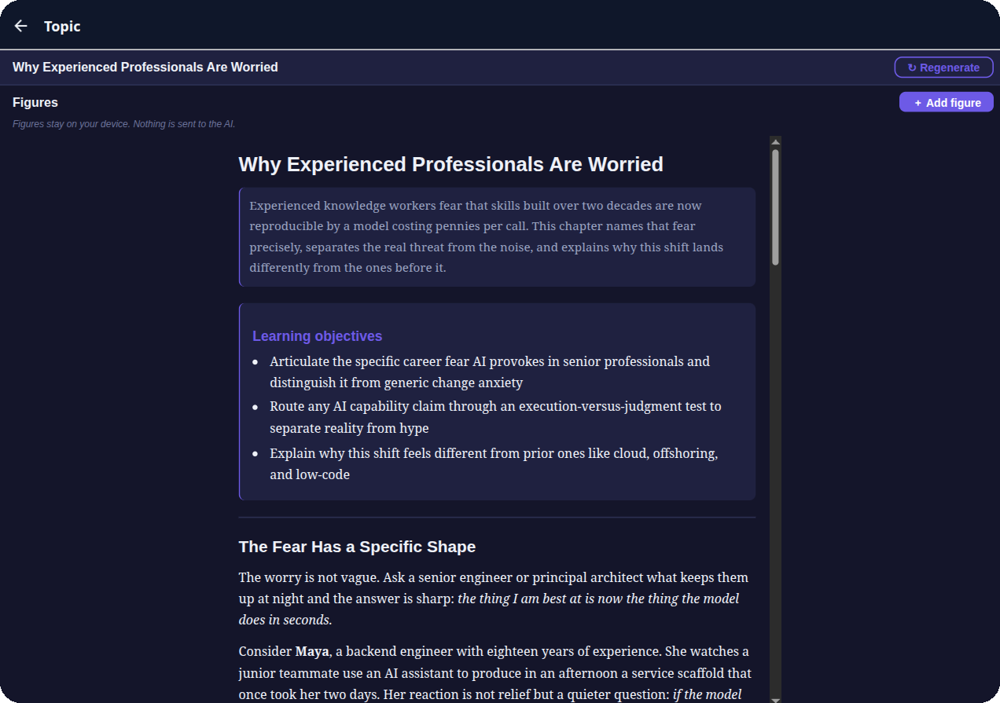 Topic
Why Experienced Professionals Are Worried
↻ Regenerate
Figures
+ Add figure
Figures stay on your device. Nothing is sent to the AI.
Why Experienced Professionals Are Worried
Experienced knowledge workers fear that skills built over two decades are now
reproducible by a model costing pennies per call. This chapter names that fear
precisely, separates the real threat from the noise, and explains why this shift lands
differently from the ones before it.
Learning objectives
• Articulate the specific career fear AI provokes in senior professionals and
distinguish it from generic change anxiety
• Route any AI capability claim through an execution-versus-judgment test to
separate reality from hype
• Explain why this shift feels different from prior ones like cloud, offshoring,
and low-code
The Fear Has a Specific Shape
The worry is not vague. Ask a senior engineer or principal architect what keeps them
up at night and the answer is sharp: the thing I am best at is now the thing the model
does in seconds.
Consider Maya, a backend engineer with eighteen years of experience. She watches a
junior teammate use an AI assistant to produce in an afternoon a service scaffold that
once took her two days. Her reaction is not relief but a quieter question: if the model